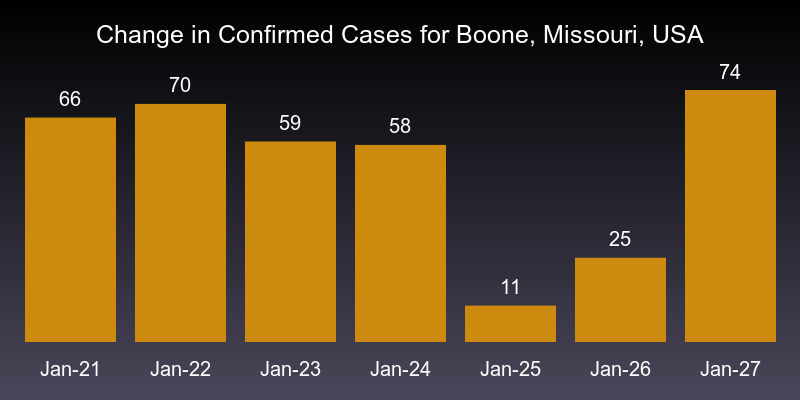 Change in Confirmed Cases for Boone, Missouri, USA
66
70
59
58
11
25
74
Jan-21
Jan-22
Jan-23
Jan-24
Jan-25
Jan-26
Jan-27